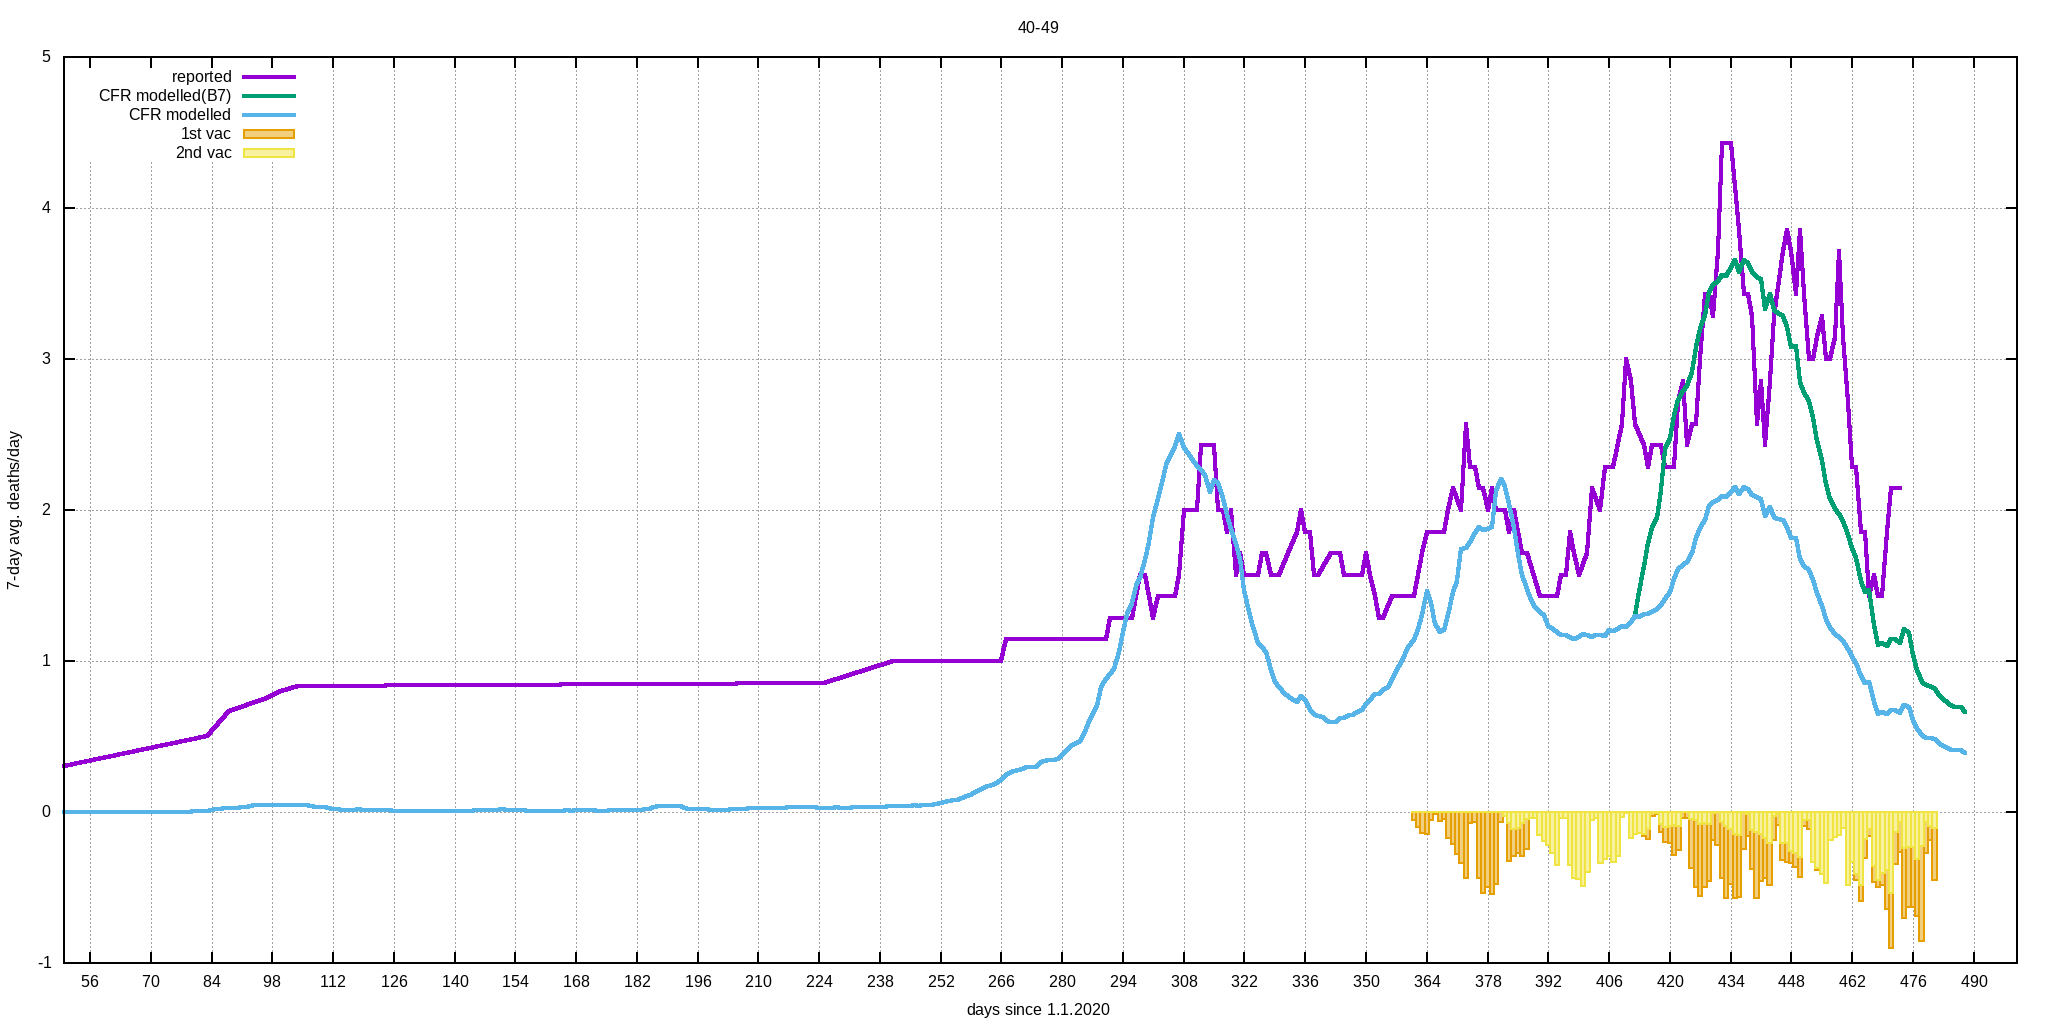 40-49
reported
CFR modelled(B7)
CFR modelled
1st vac
2nd vac
5
4
3
2
1
0
-1
7-day avg. deaths/day
56 70 84 98 112 126 140 154 168 182 196 210 224 238 252 266 280 294 308 322 336 350 364 378 392 406 420 434 448 462 476 490
days since 1.1.2020